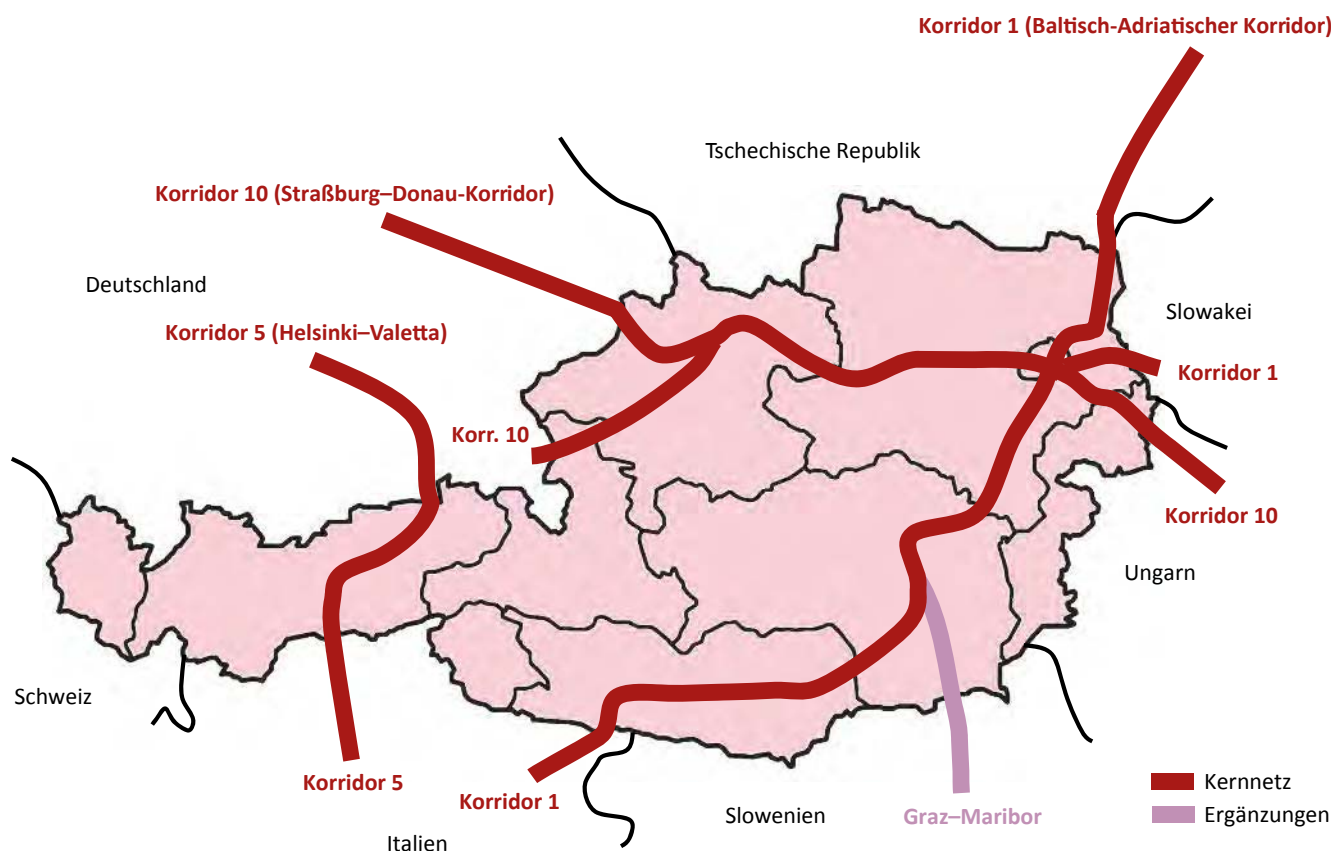 Korridor 1 (Baltisch-Adriatischer Korridor)
Tschechische Republik
Korridor 10 (Straßburg–Donau-Korridor)
Deutschland
Slowakei
Korridor 5 (Helsinki–Valetta)
Korridor 1
Korr. 10
Korridor 10
Ungarn
Schweiz
Korridor 5
Korridor 1
Italien
Slowenien
Graz–Maribor
Kernnetz
Ergänzungen